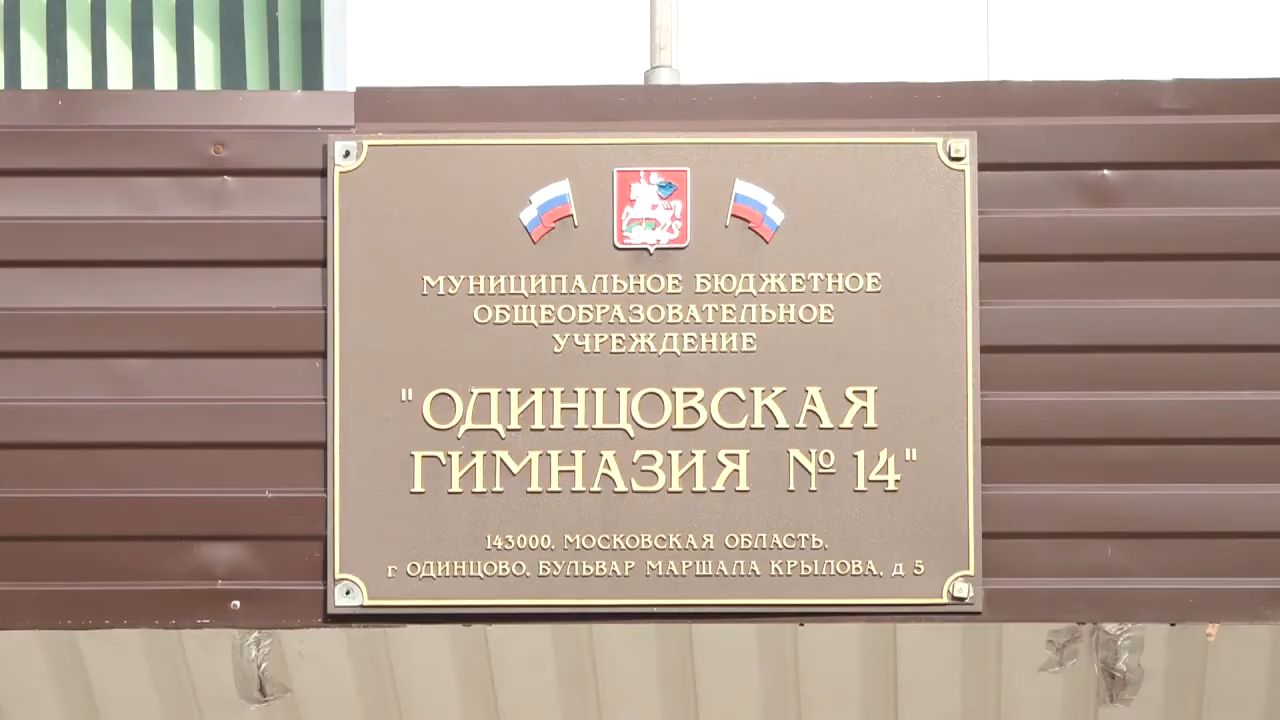 МУНИЦИПАЛЬНОЕ БЮДЖЕТНОЕ
ОБЩЕОБРАЗОВАТЕЛЬНОЕ
УЧРЕЖДЕНИЕ
"ОДИНЦОВСКАЯ
ГИМНАЗИЯ № 14"
143000, МОСКОВСКАЯ ОБЛАСТЬ,
г. ОДИНЦОВО, БУЛЬВАР МАРШАЛА КРЫЛОВА, д 5